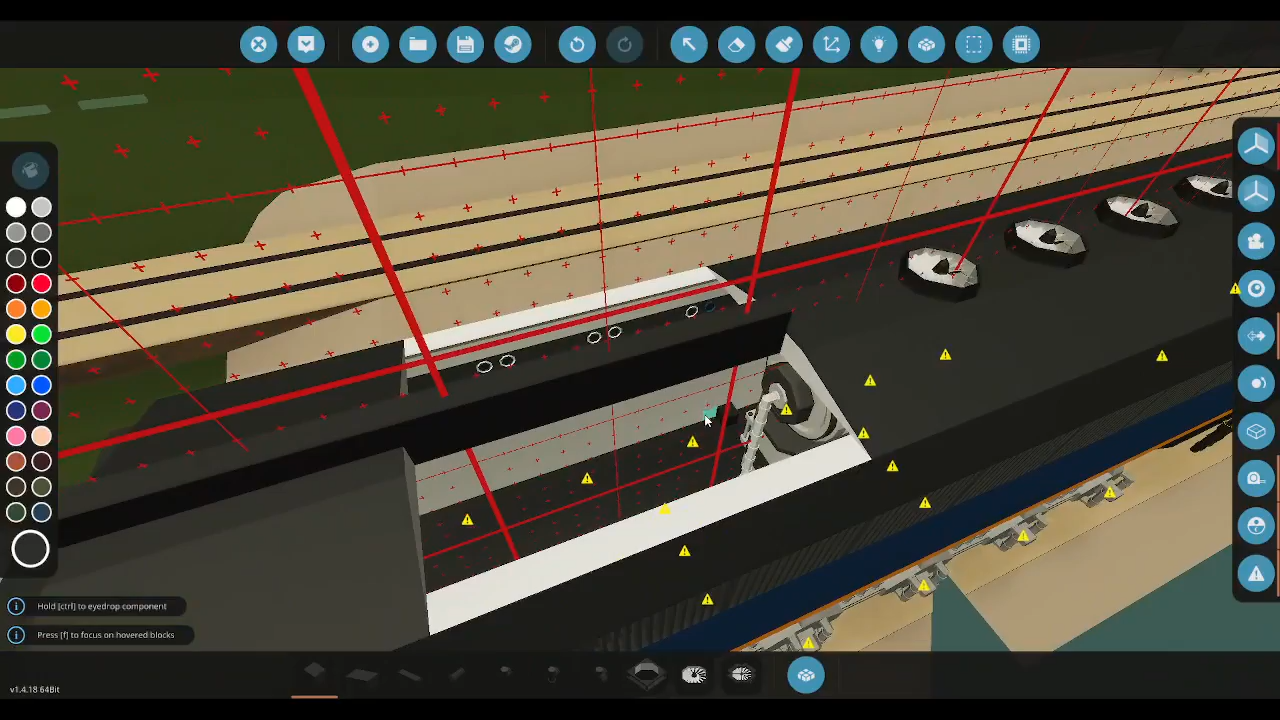 Hold [ctrl] to eyedrop component
Press [f] to focus on hovered blocks
v1.4.18 64Bit